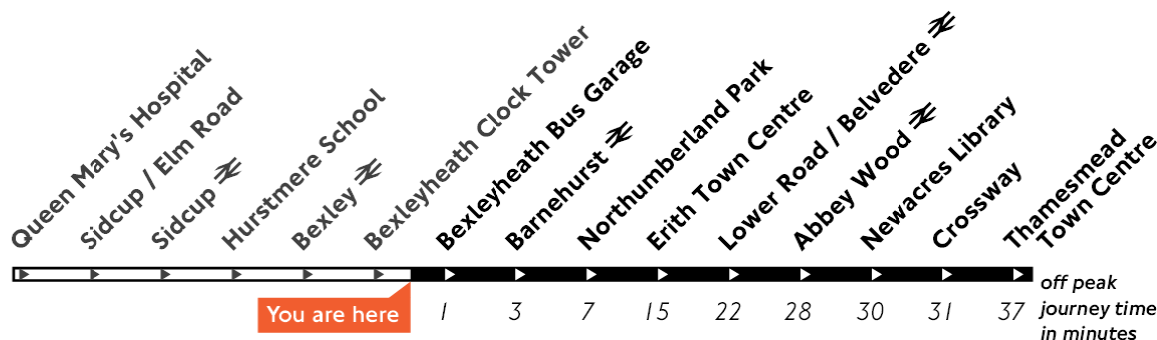 Queen Mary's Hospital
Sidcup / Elm Road
Sidcup
Hurstmere School
Bexley
Bexleyheath Clock Tower
Bexleyheath Bus Garage
Barnehurst
Northumberland Park
Erith Town Centre
Lower Road / Belvedere
Abbey Wood
Newacres Library
Crossway
Thamesmead
Town Centre
You are here
1 3 7 15 22 28 30 31 37
off peak
journey time
in minutes